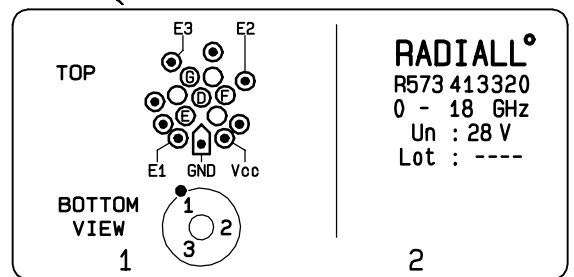 E3 E2
TOP
G
D F
E
E1 GND Vcc
BOTTOM
VIEW
1
2
3
1
RADIALL°
R573 413320
0 - 18 GHz
Un : 28 V
Lot : ----
2